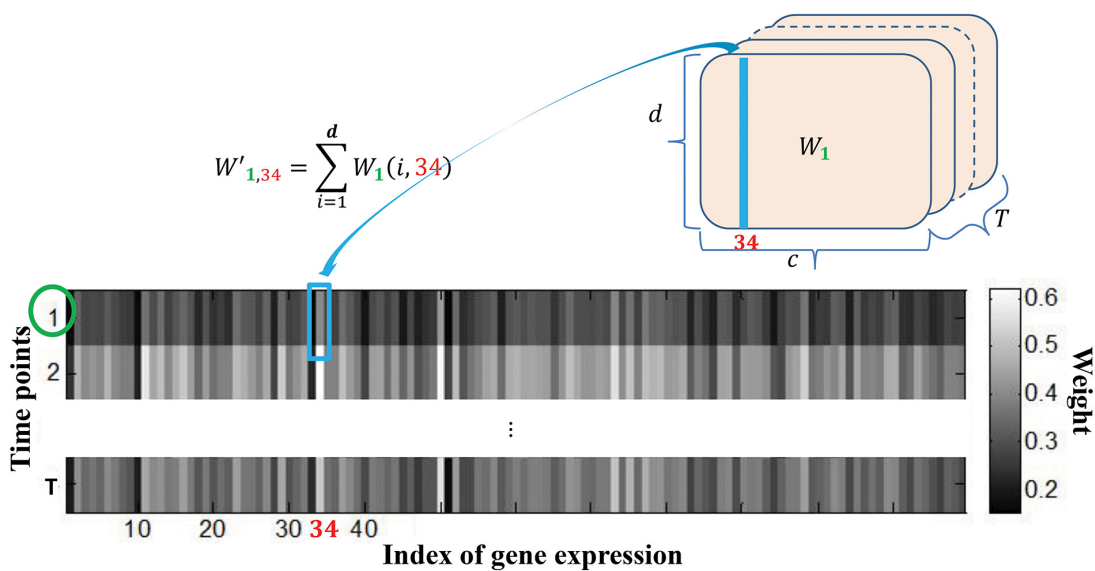 d
W₁
34
c
T
W'₁,₃₄ = ∑ᵢ₌₁ᵈ W₁(i, 34)
Time points
1
2
⋮
T
10 20 30 34 40
Index of gene expression
0.6
0.5
0.4
0.3
0.2
Weight